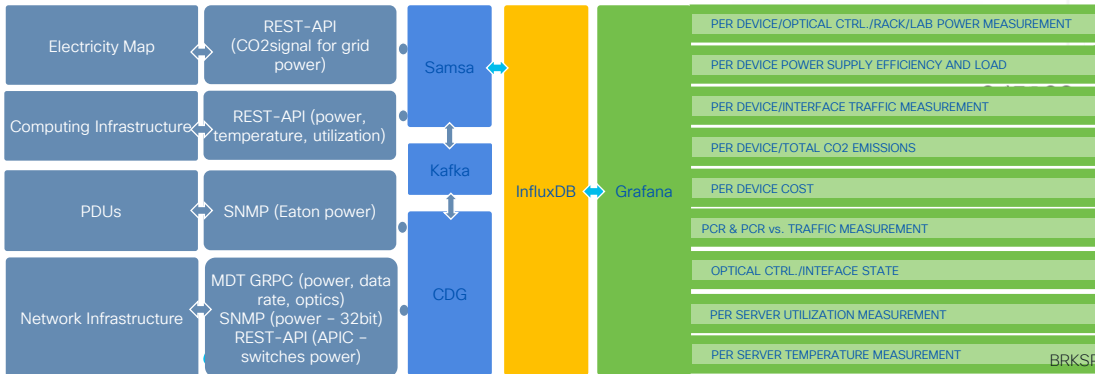 Electricity Map
REST-API
(CO2signal for grid
power)
Computing Infrastructure
REST-API (power,
temperature, utilization)
PDUs
SNMP (Eaton power)
Network Infrastructure
MDT GRPC (power, data
rate, optics)
SNMP (power – 32bit)
REST-API (APIC –
switches power)
Samsa
Kafka
CDG
InfluxDB
Grafana
PER DEVICE/OPTICAL CTRL./RACK/LAB POWER MEASUREMENT
PER DEVICE POWER SUPPLY EFFICIENCY AND LOAD
PER DEVICE/INTERFACE TRAFFIC MEASUREMENT
PER DEVICE/TOTAL CO2 EMISSIONS
PER DEVICE COST
PCR & PCR vs. TRAFFIC MEASUREMENT
OPTICAL CTRL./INTEFACE STATE
PER SERVER UTILIZATION MEASUREMENT
PER SERVER TEMPERATURE MEASUREMENT
BRKSP